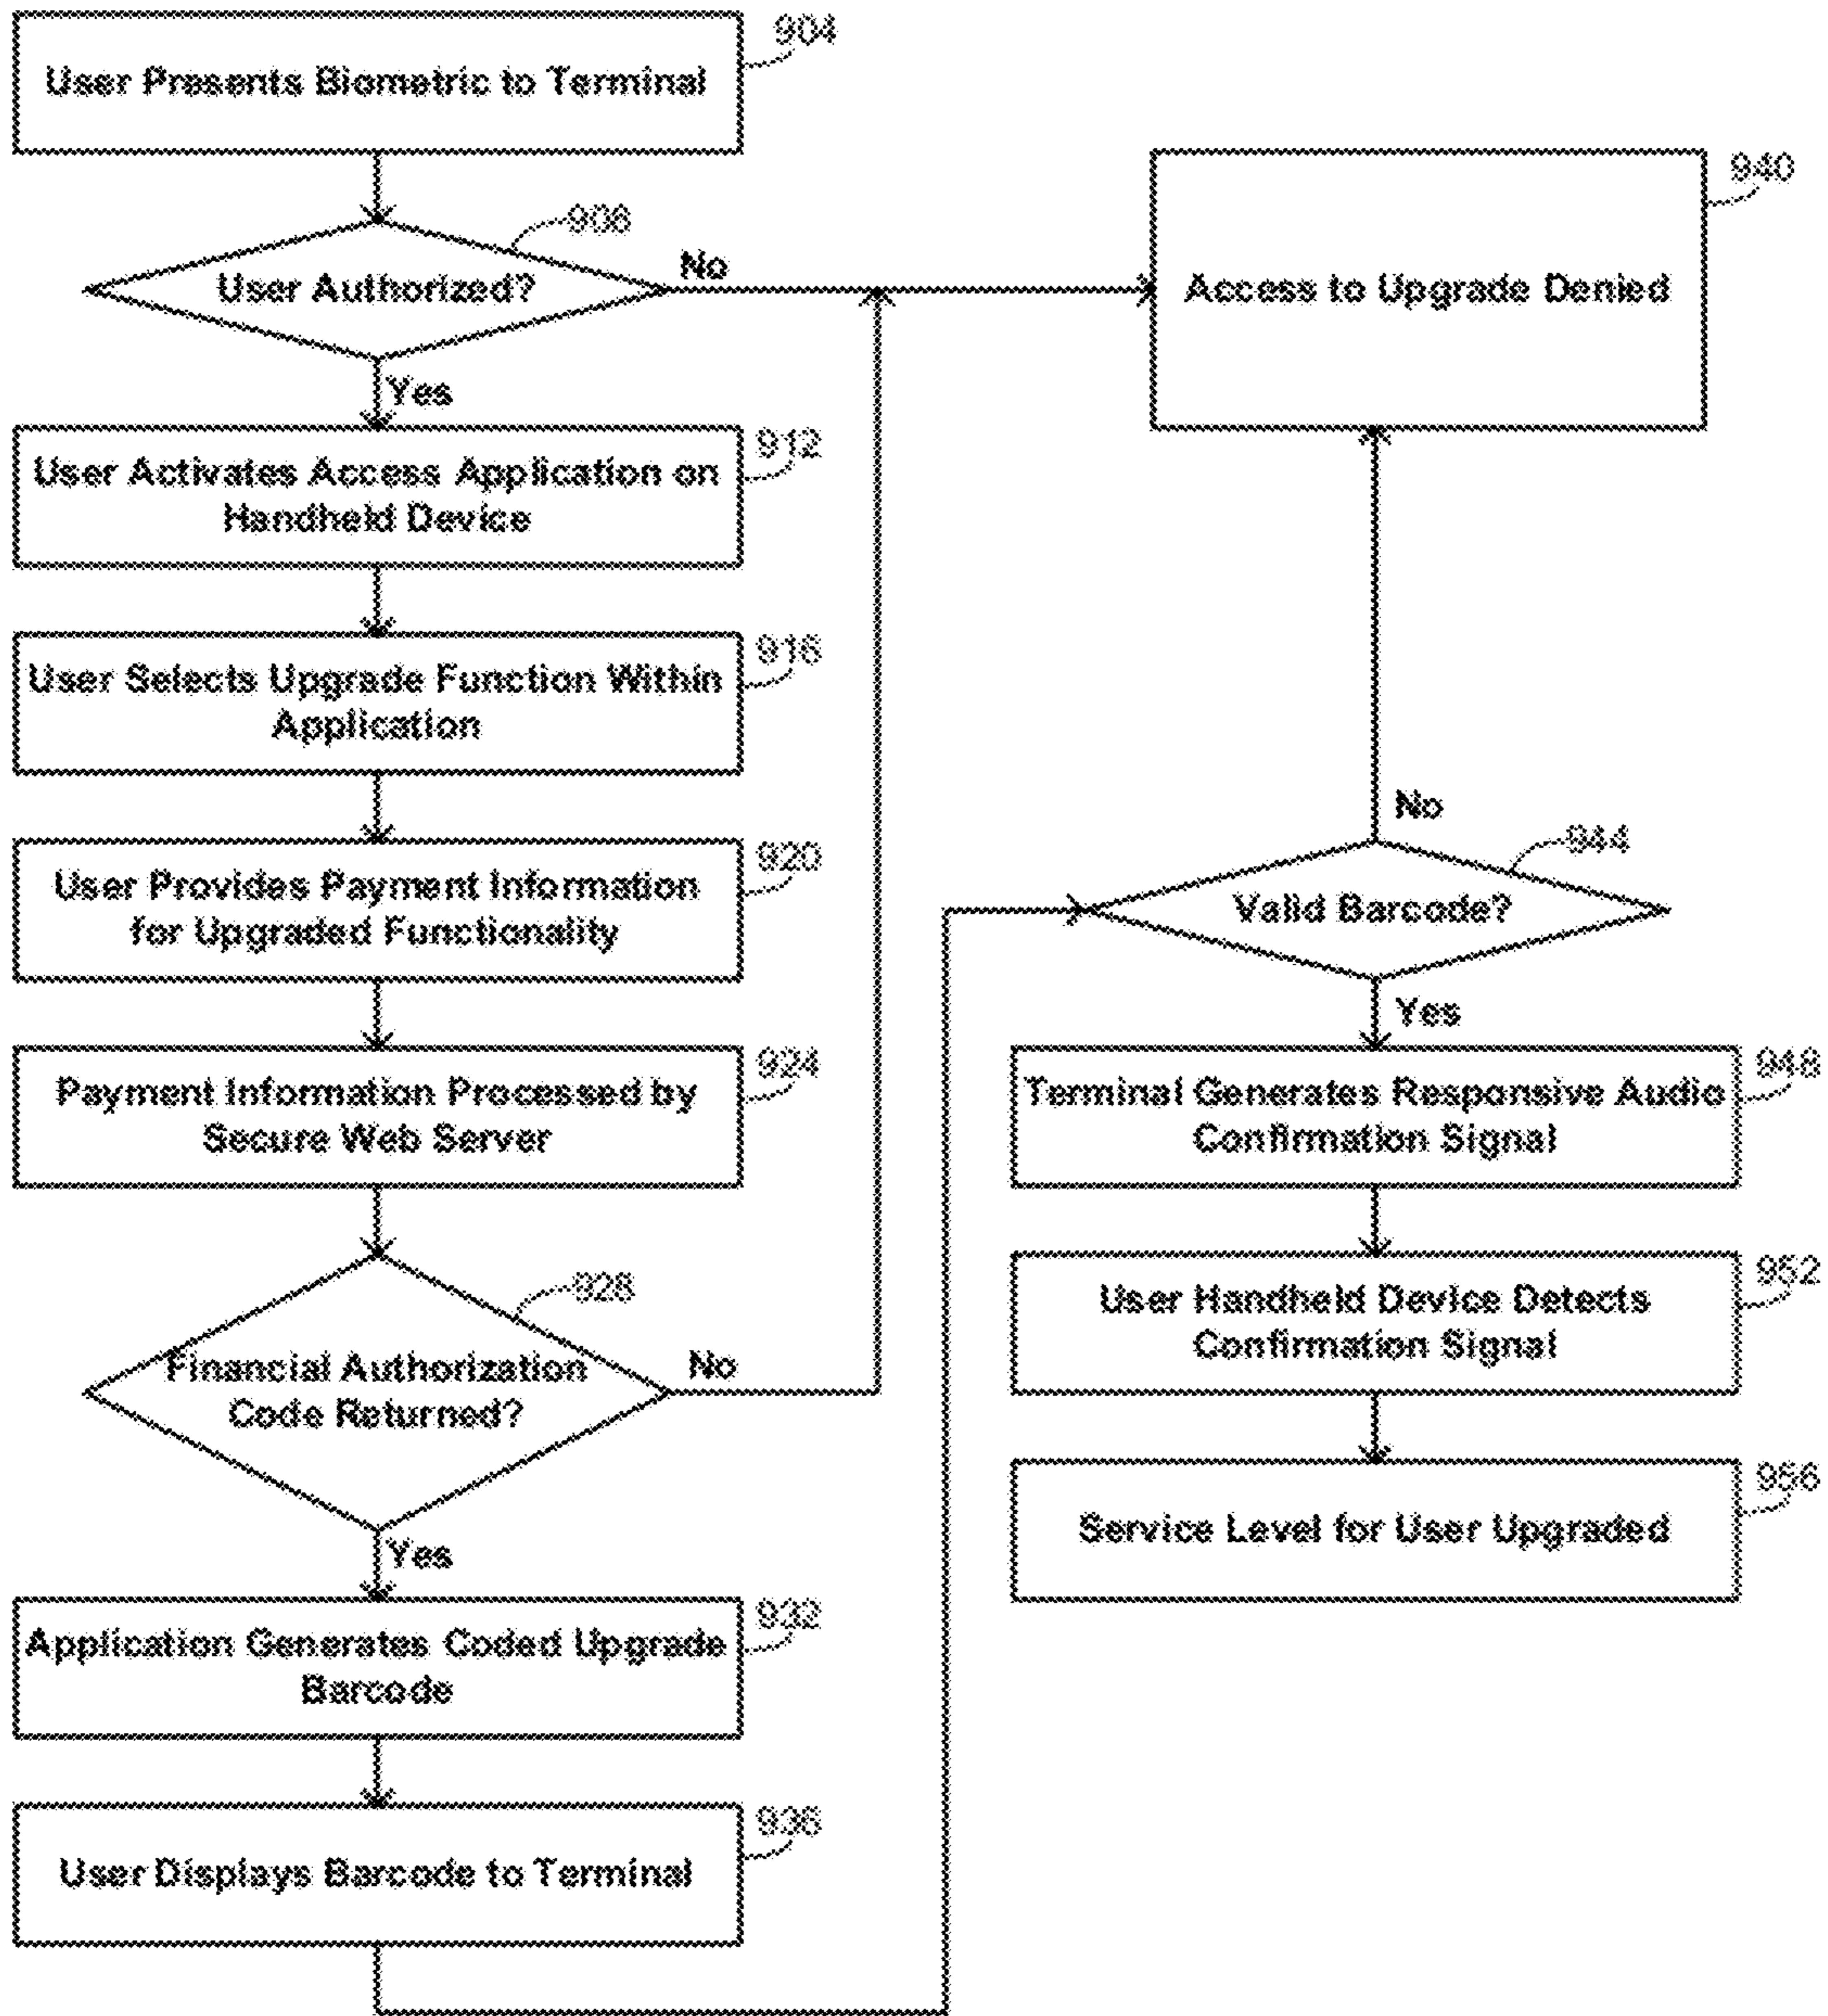 User Presents Biometric to Terminal
904
User Authorized?
908
No
Yes
User Activates Access Application on
Handheld Device
912
User Selects Upgrade Function Within
Application
916
User Provides Payment Information
for Upgraded Functionality
920
Payment Information Processed by
Secure Web Server
924
Financial Authorization
Code Returned?
928
No
Yes
Application Generates Coded Upgrade
Barcode
932
User Displays Barcode to Terminal
936
Access to Upgrade Denied
940
No
Valid Barcode?
944
Yes
Terminal Generates Responsive Audio
Confirmation Signal
948
User Handheld Device Detects
Confirmation Signal
952
Service Level for User Upgraded
956